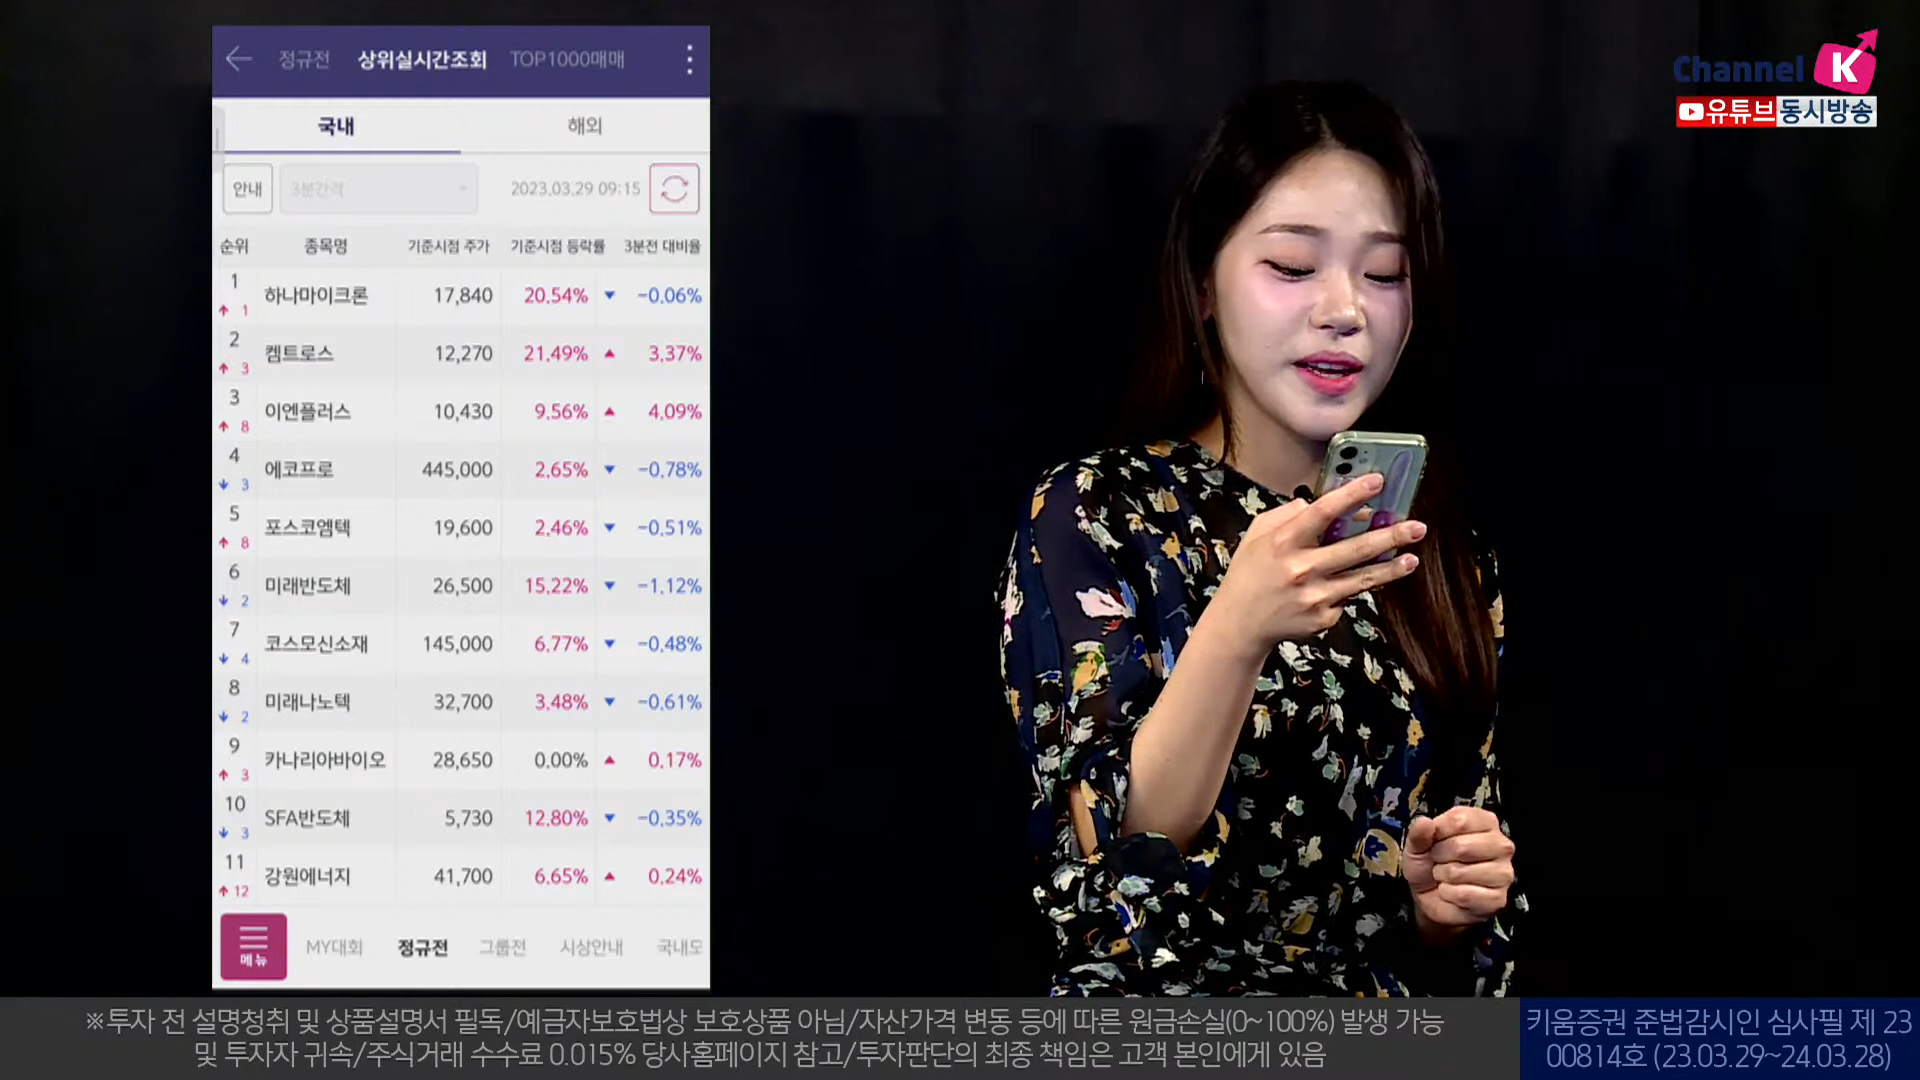 정규전 상위실시간조회 TOP1000매매
국내 해외
안내 3분간격 2023.03.29 09:15
순위 종목명 기준시점 주가 기준시점 등락률 3분전 대비율
1 하나마이크론 17,840 20.54% ▼ -0.06%
↑ 1
2 켐트로스 12,270 21.49% ▲ 3.37%
↑ 3
3 이엔플러스 10,430 9.56% ▲ 4.09%
↑ 8
4 에코프로 445,000 2.65% ▼ -0.78%
↓ 3
5 포스코엠텍 19,600 2.46% ▼ -0.51%
↑ 8
6 미래반도체 26,500 15.22% ▼ -1.12%
↓ 2
7 코스모신소재 145,000 6.77% ▼ -0.48%
↓ 4
8 미래나노텍 32,700 3.48% ▼ -0.61%
↓ 2
9 카나리아바이오 28,650 0.00% ▲ 0.17%
↑ 3
10 SFA반도체 5,730 12.80% ▼ -0.35%
↓ 3
11 강원에너지 41,700 6.65% ▲ 0.24%
↑ 12
메뉴 MY대회 정규전 그룹전 시상안내 국내모
Channel K
유튜브동시방송
※투자 전 설명청취 및 상품설명서 필독/예금자보호법상 보호상품 아님/자산가격 변동 등에 따른 원금손실(0~100%) 발생 가능
및 투자자 귀속/주식거래 수수료 0.015% 당사홈페이지 참고/투자판단의 최종 책임은 고객 본인에게 있음
키움증권 준법감시인 심사필 제 23
00814호 (23.03.29~24.03.28)